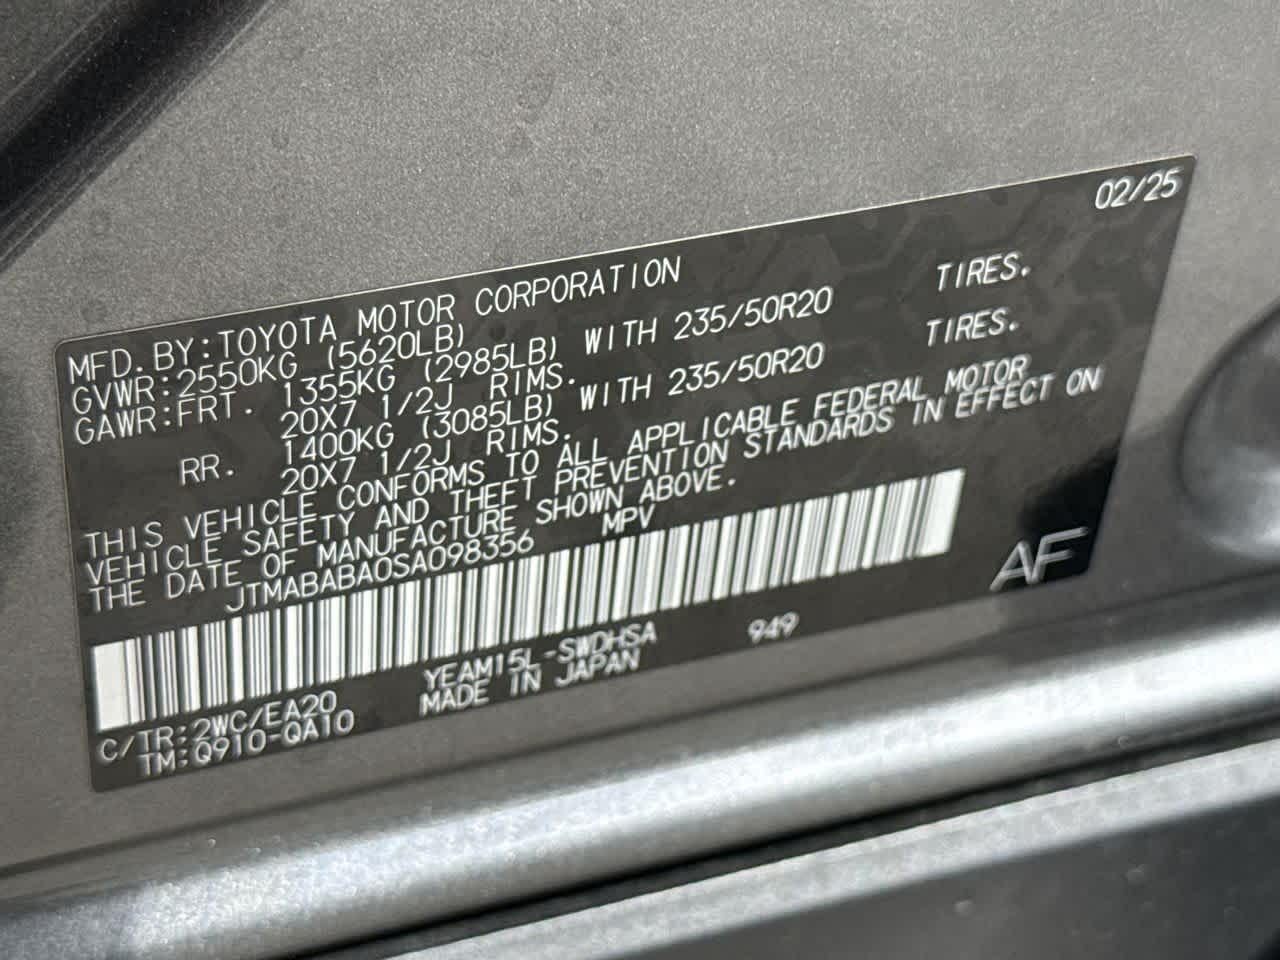 02/25
MFD.BY:TOYOTA MOTOR CORPORATION
GVWR:2550KG (5620LB)
GAWR:FRT. 1355KG (2985LB) WITH 235/50R20 TIRES.
20X7 1/2J RIMS.
RR. 1400KG (3085LB) WITH 235/50R20 TIRES.
20X7 1/2J RIMS.
THIS VEHICLE CONFORMS TO ALL APPLICABLE FEDERAL MOTOR
VEHICLE SAFETY AND THEFT PREVENTION STANDARDS IN EFFECT ON
THE DATE OF MANUFACTURE SHOWN ABOVE.
JTMABABA0SA098356 MPV
C/TR:2WC/EA20 YEAM15L-SWDHSA 949
TM:Q910-QA10 MADE IN JAPAN
AF